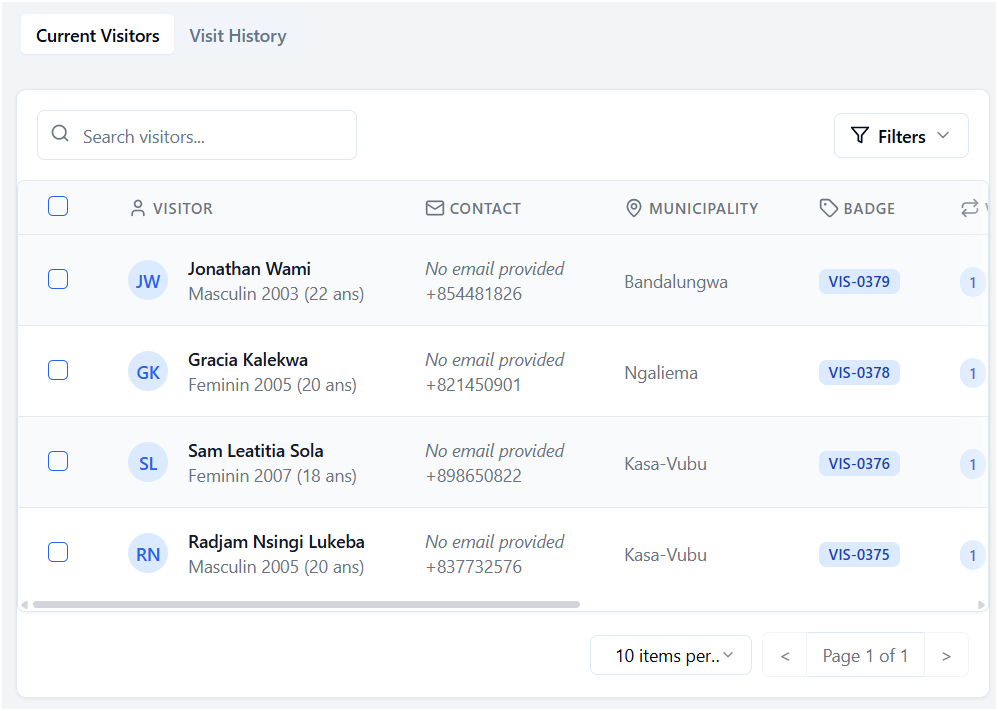 Current Visitors Visit History
Search visitors... Filters
VISITOR CONTACT MUNICIPALITY BADGE
JW Jonathan Wami No email provided Bandalungwa VIS-0379 1
Masculin 2003 (22 ans) +854481826
GK Gracia Kalekwa No email provided Ngaliema VIS-0378 1
Feminin 2005 (20 ans) +821450901
SL Sam Leatitia Sola No email provided Kasa-Vubu VIS-0376 1
Feminin 2007 (18 ans) +898650822
RN Radjam Nsingi Lukeba No email provided Kasa-Vubu VIS-0375 1
Masculin 2005 (20 ans) +837732576
10 items per.. < Page 1 of 1 >